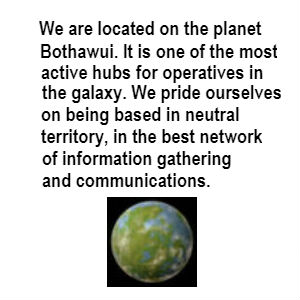 We are located on the planet
Bothawui. It is one of the most
active hubs for operatives in
the galaxy. We pride ourselves
on being based in neutral
territory, in the best network
of information gathering
and communications.